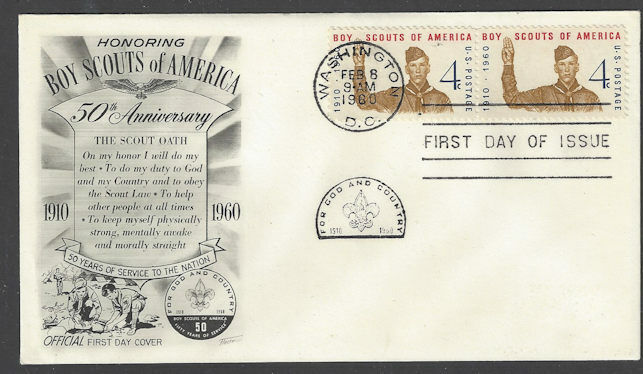 HONORING
BOY SCOUTS of AMERICA
50th Anniversary
THE SCOUT OATH
On my honor I will do my
best • To do my duty to God
and my Country and to obey
the Scout Law • To help
other people at all times
• To keep myself physically
strong, mentally awake
and morally straight
1910 1960
50 YEARS OF SERVICE TO THE NATION
FOR GOD AND COUNTRY
BOY SCOUTS OF AMERICA
50
FIFTY YEARS OF SERVICE
OFFICIAL FIRST DAY COVER
WASHINGTON
FEB 8
9-AM
1960
D.C.
BOY SCOUTS OF AMERICA
1910
4c
U.S. POSTAGE
BOY SCOUTS OF AMERICA
1910 - 1960
4c
U.S. POSTAGE
FIRST DAY OF ISSUE
FOR GOD AND COUNTRY
1910 1960